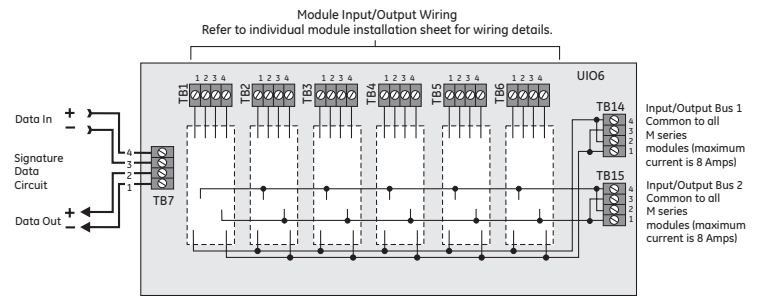 Module Input/Output Wiring
Refer to individual module installation sheet for wiring details.
UIO6
1 2 3 4
TB1
1 2 3 4
TB2
1 2 3 4
TB3
1 2 3 4
TB4
1 2 3 4
TB5
1 2 3 4
TB6
Data In
+
−
Signature
Data
Circuit
4
3
2
1
TB7
Data Out
+
−
TB14
4
3
2
1
Input/Output Bus 1
Common to all
M series
modules (maximum
current is 8 Amps)
TB15
4
3
2
1
Input/Output Bus 2
Common to all
M series
modules (maximum
current is 8 Amps)